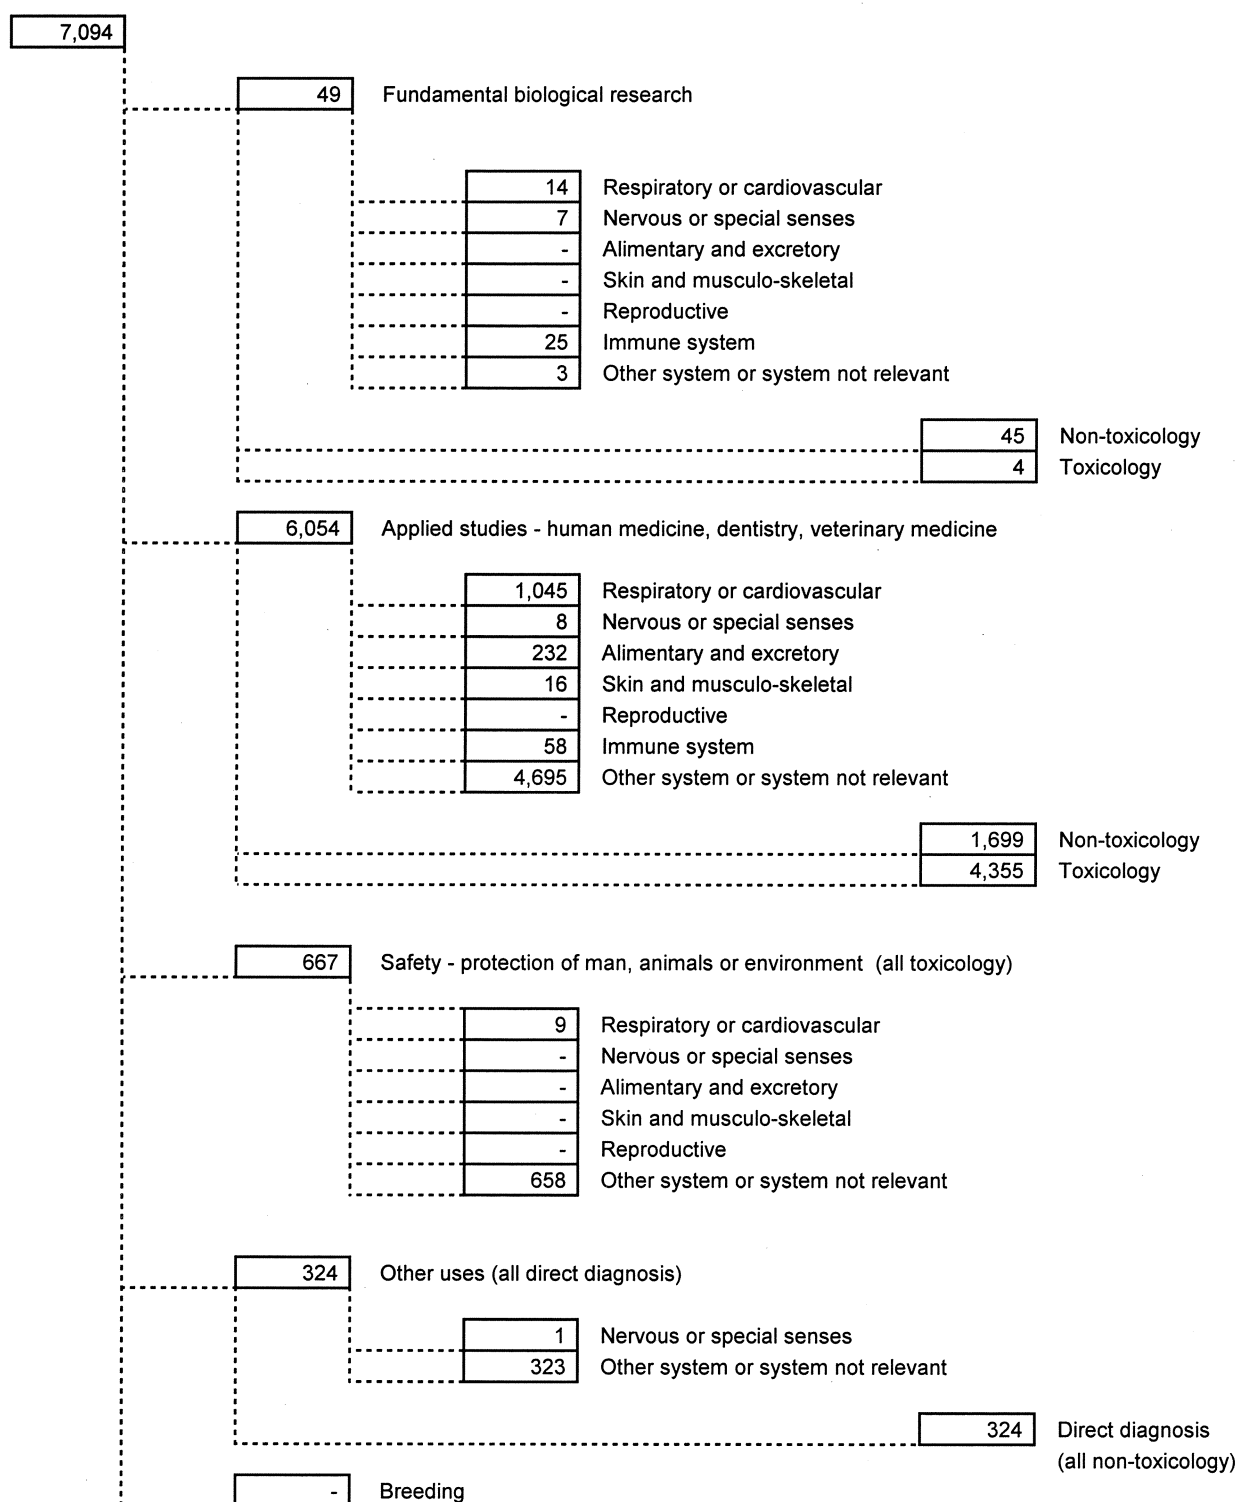 7,094
49 Fundamental biological research
14 Respiratory or cardiovascular
7 Nervous or special senses
- Alimentary and excretory
- Skin and musculo-skeletal
- Reproductive
25 Immune system
3 Other system or system not relevant
45 Non-toxicology
4 Toxicology
6,054 Applied studies - human medicine, dentistry, veterinary medicine
1,045 Respiratory or cardiovascular
8 Nervous or special senses
232 Alimentary and excretory
16 Skin and musculo-skeletal
- Reproductive
58 Immune system
4,695 Other system or system not relevant
1,699 Non-toxicology
4,355 Toxicology
667 Safety - protection of man, animals or environment (all toxicology)
9 Respiratory or cardiovascular
- Nervous or special senses
- Alimentary and excretory
- Skin and musculo-skeletal
- Reproductive
658 Other system or system not relevant
324 Other uses (all direct diagnosis)
1 Nervous or special senses
323 Other system or system not relevant
324 Direct diagnosis
(all non-toxicology)
- Breeding